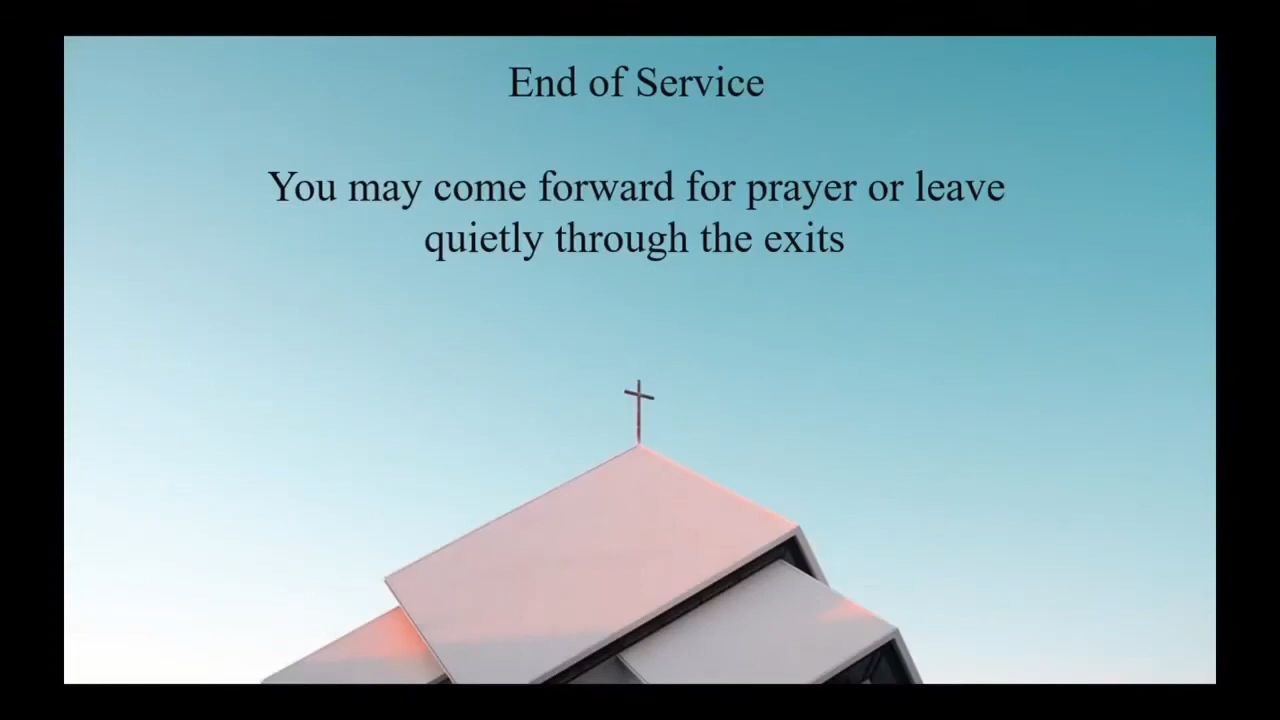 End of Service
You may come forward for prayer or leave
quietly through the exits